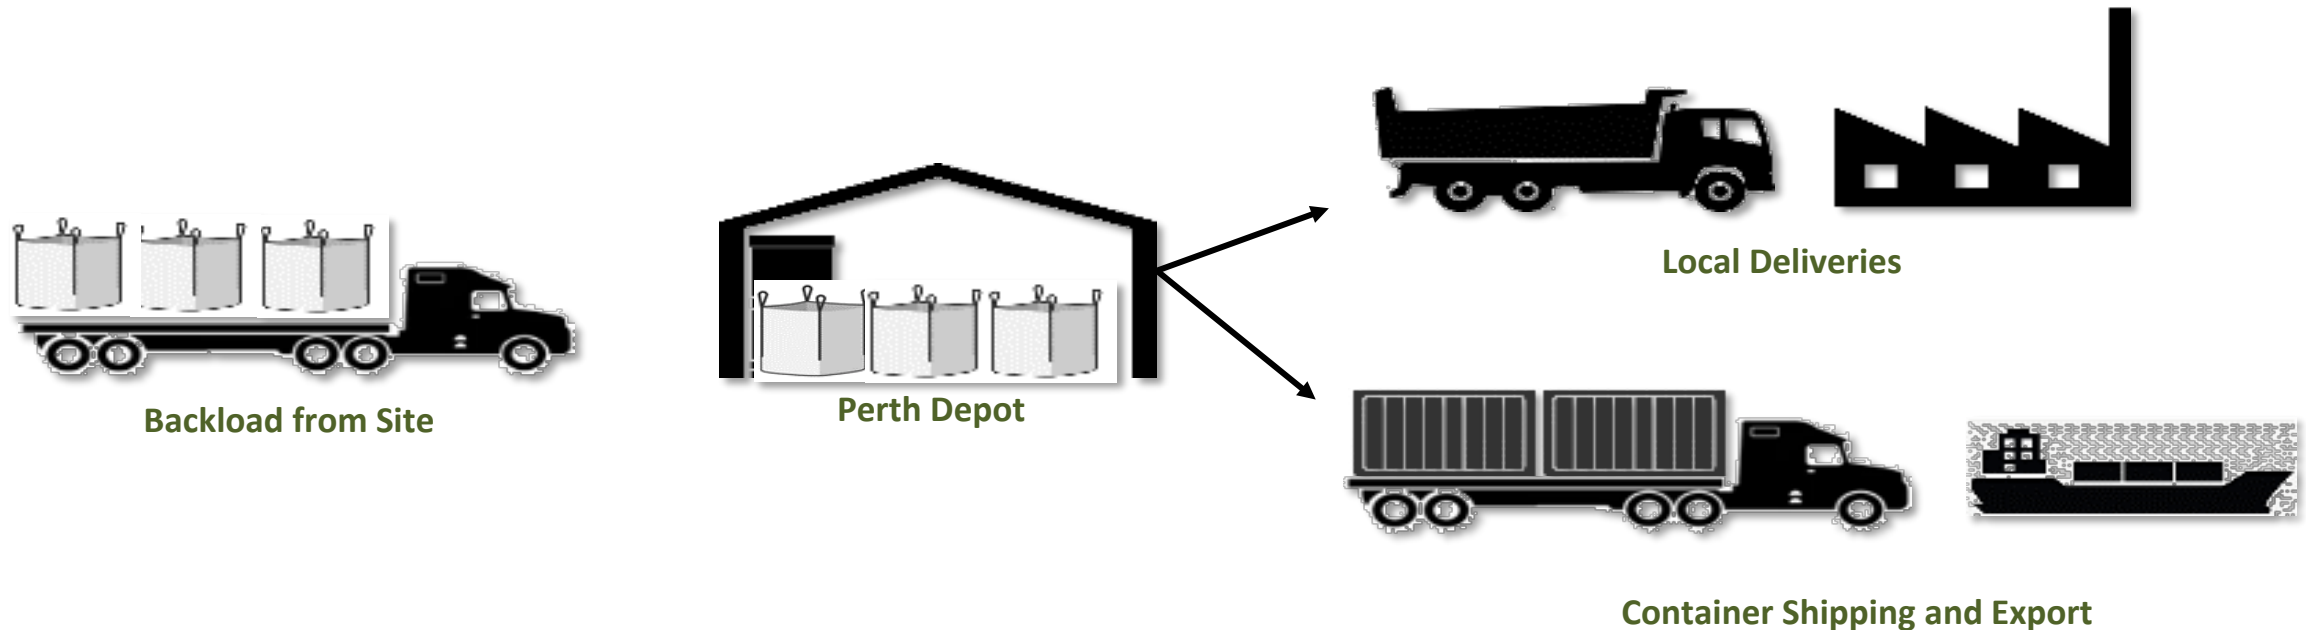 Local Deliveries
Backload from Site
Perth Depot
Container Shipping and Export